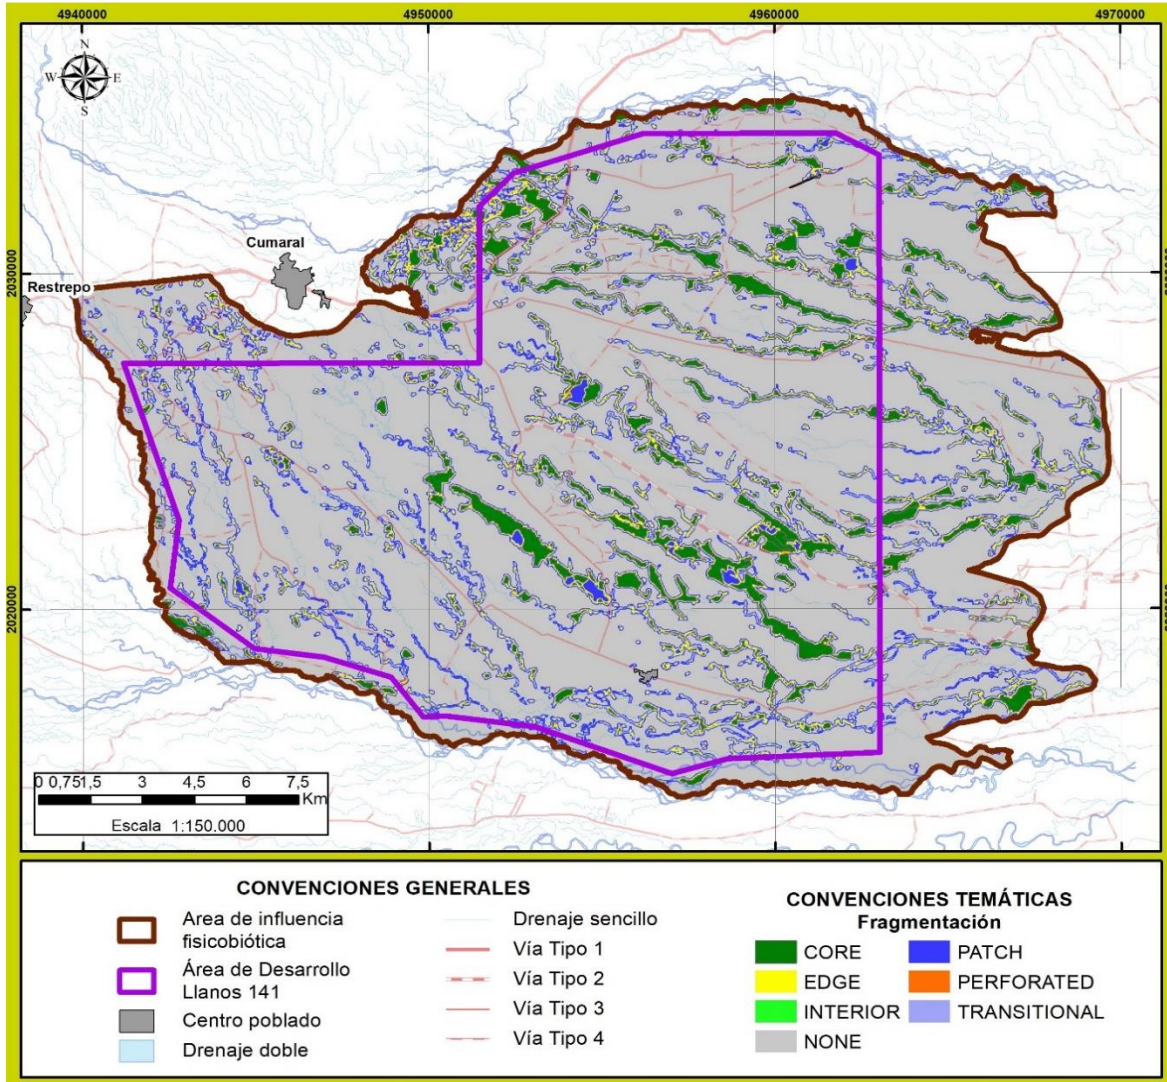 4940000 4950000 4960000 4970000
N
W E
S
2030000
2020000
Cumaral
Restrepo
0 0,75 1,5 3 4,5 6 7,5
Km
Escala 1:150.000
CONVENCIONES GENERALES
Area de influencia
fisicobiótica
Área de Desarrollo
Llanos 141
Centro poblado
Drenaje doble
Drenaje sencillo
Vía Tipo 1
Vía Tipo 2
Vía Tipo 3
Vía Tipo 4
CONVENCIONES TEMÁTICAS
Fragmentación
CORE
EDGE
INTERIOR
NONE
PATCH
PERFORATED
TRANSITIONAL